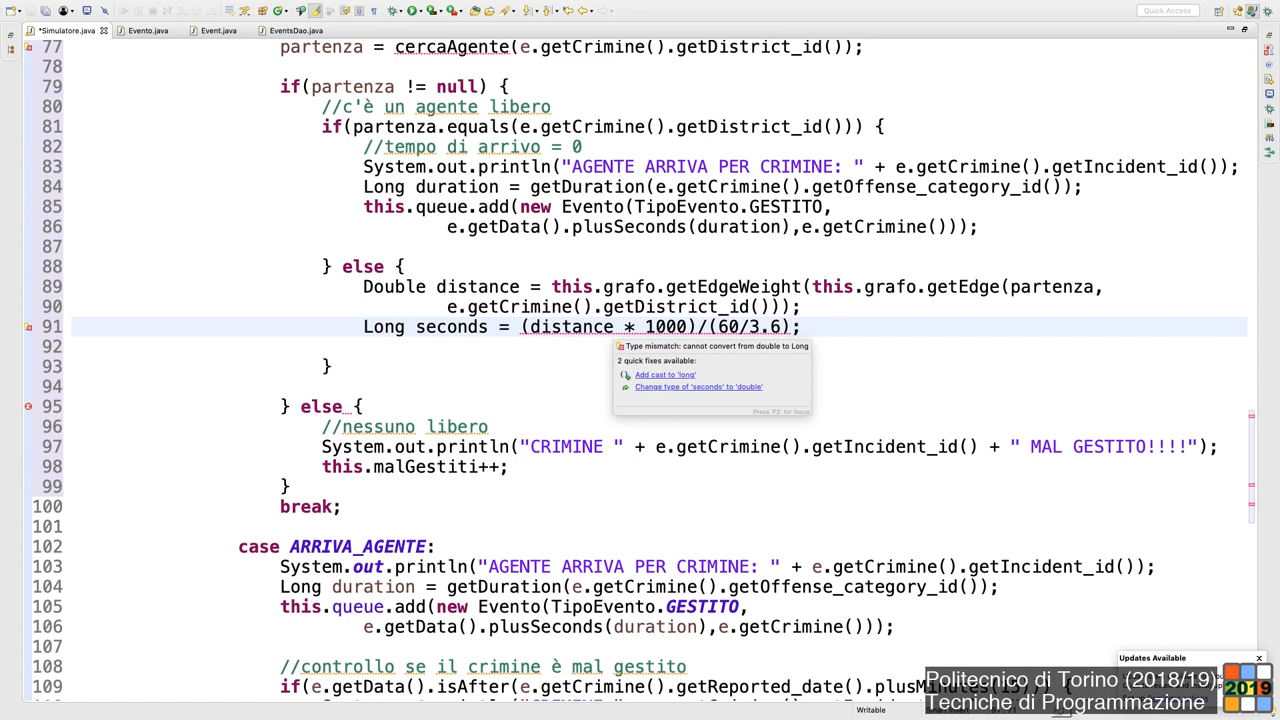 Quick Access
*Simulatore.java
Evento.java
Event.java
EventsDao.java
77 partenza = cercaAgente(e.getCrimine().getDistrict_id());
78
79 if(partenza != null) {
80 //c'è un agente libero
81 if(partenza.equals(e.getCrimine().getDistrict_id())) {
82 //tempo di arrivo = 0
83 System.out.println("AGENTE ARRIVA PER CRIMINE: " + e.getCrimine().getIncident_id());
84 Long duration = getDuration(e.getCrimine().getOffense_category_id());
85 this.queue.add(new Evento(TipoEvento.GESTITO,
86 e.getData().plusSeconds(duration),e.getCrimine()));
87
88 } else {
89 Double distance = this.grafo.getEdgeWeight(this.grafo.getEdge(partenza,
90 e.getCrimine().getDistrict_id()));
91 Long seconds = (distance * 1000)/(60/3.6);
92
Type mismatch: cannot convert from double to Long
2 quick fixes available:
Add cast to 'long'
Change type of 'seconds' to 'double'
Press 'F2' for focus
93 }
94
95 } else {
96 //nessuno libero
97 System.out.println("CRIMINE " + e.getCrimine().getIncident_id() + " MAL GESTITO!!!!");
98 this.malGestiti++;
99 }
100 break;
101
102 case ARRIVA_AGENTE:
103 System.out.println("AGENTE ARRIVA PER CRIMINE: " + e.getCrimine().getIncident_id());
104 Long duration = getDuration(e.getCrimine().getOffense_category_id());
105 this.queue.add(new Evento(TipoEvento.GESTITO,
106 e.getData().plusSeconds(duration),e.getCrimine()));
107
108 //controllo se il crimine è mal gestito
109 if(e.getData().isAfter(e.getCrimine().getReported_date().plusMinutes(15))) {
Updates Available
Politecnico di Torino (2018/19)
Tecniche di Programmazione
2019
Writable